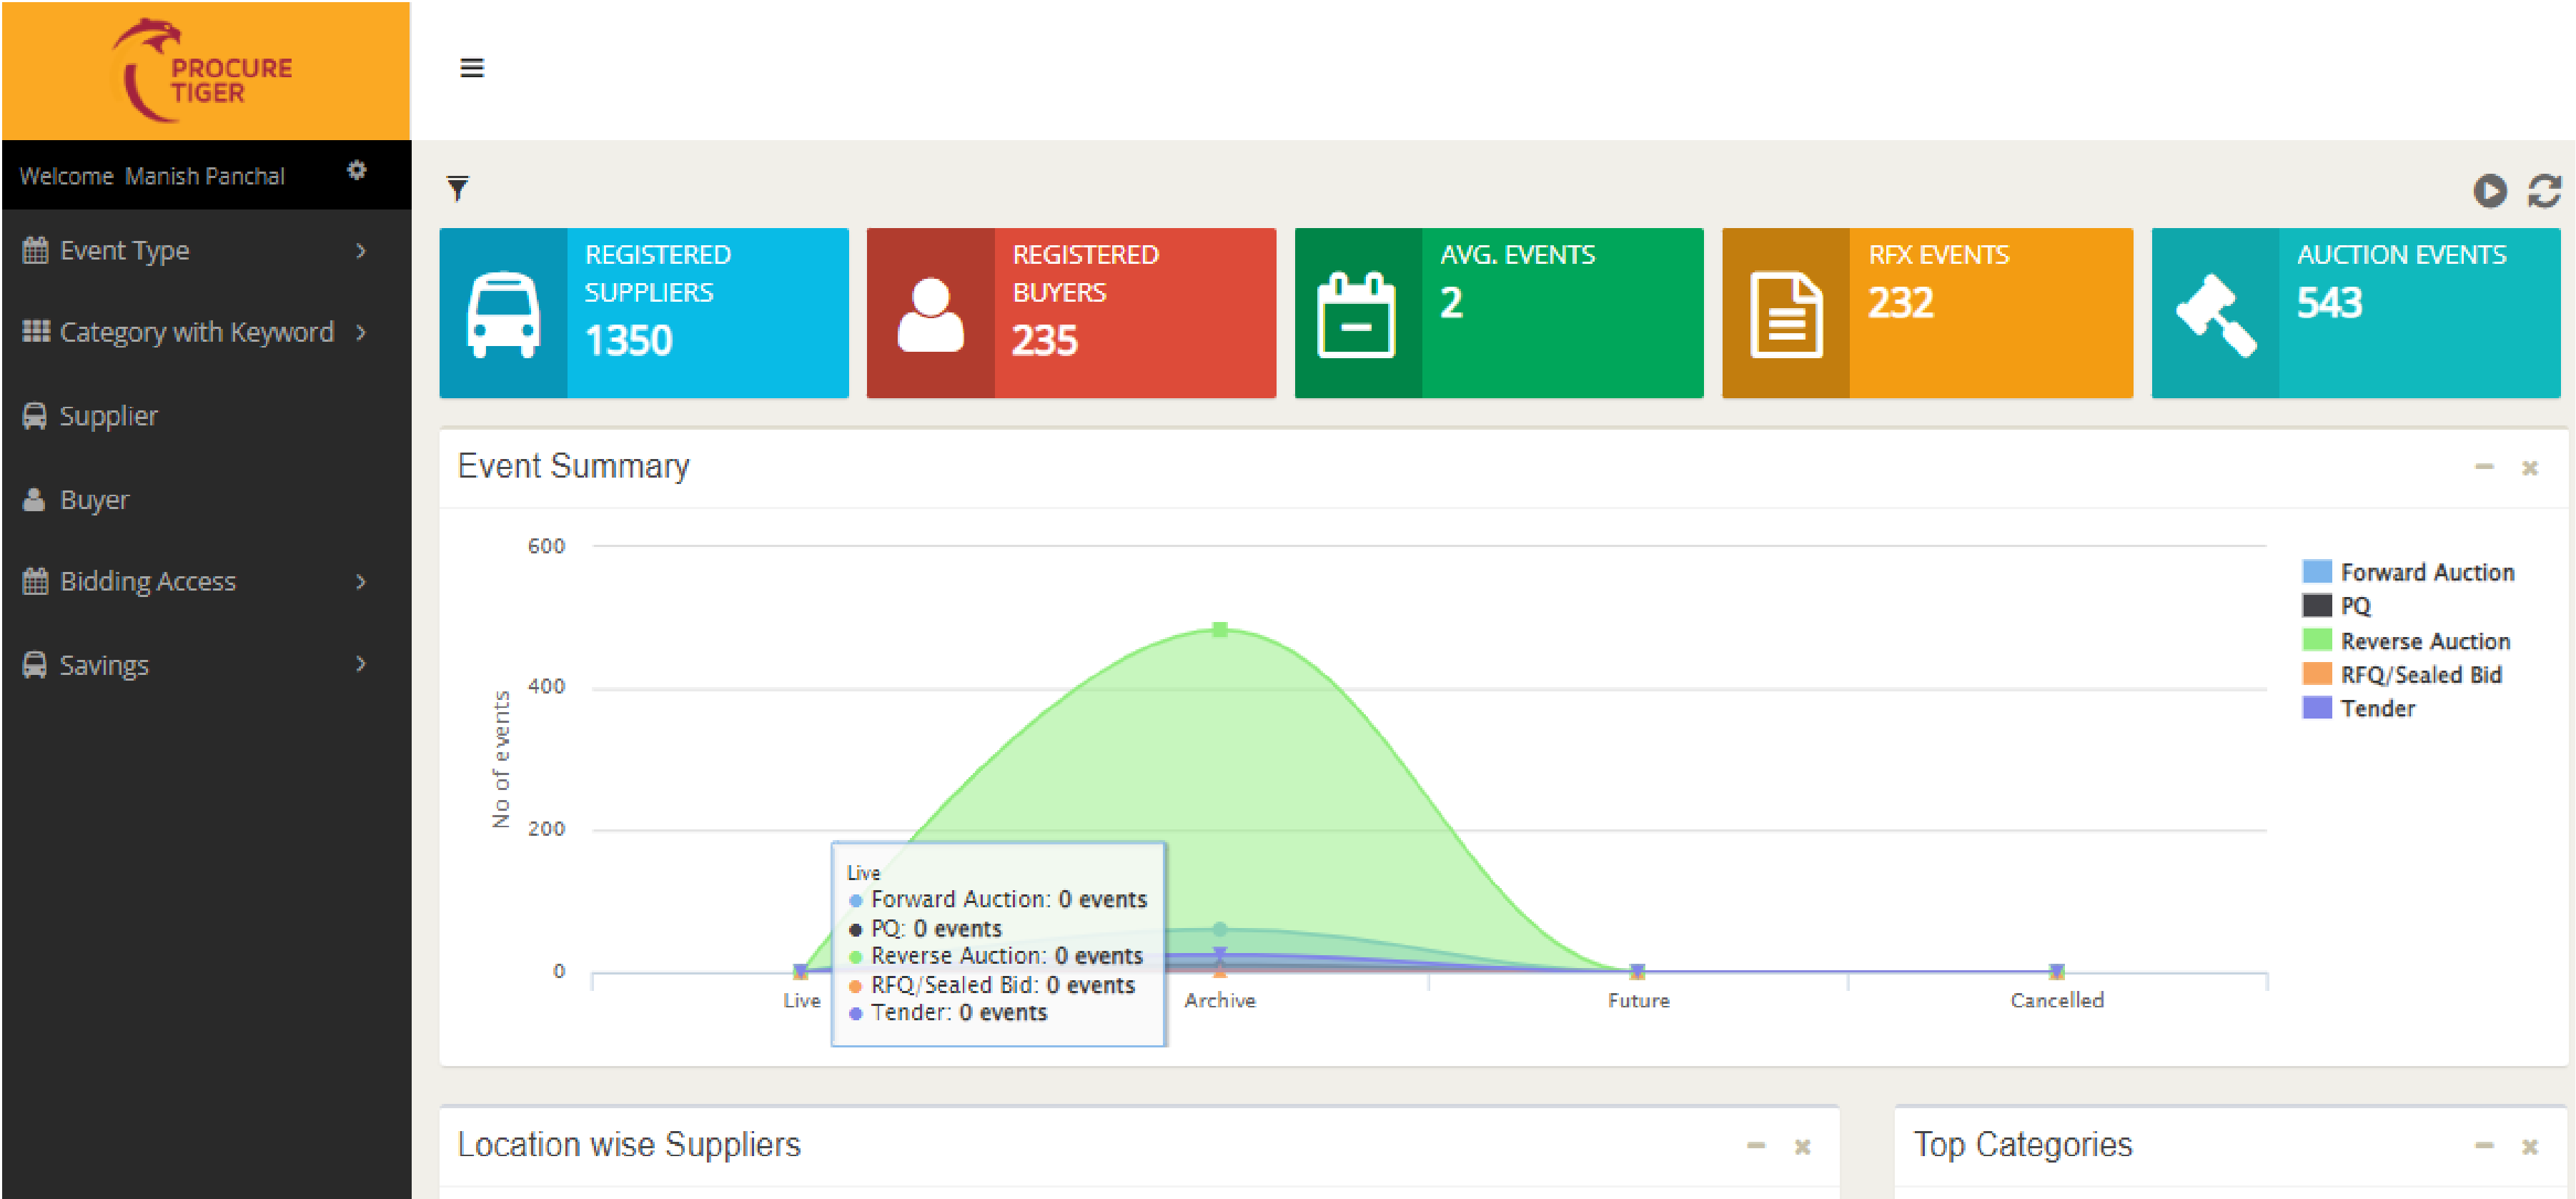 PROCURE
TIGER
Welcome Manish Panchal
Event Type
Category with Keyword
Supplier
Buyer
Bidding Access
Savings
REGISTERED
SUPPLIERS
1350
REGISTERED
BUYERS
235
AVG. EVENTS
2
RFX EVENTS
232
AUCTION EVENTS
543
Event Summary
No of events
600
400
200
0
Live
Forward Auction: 0 events
PQ: 0 events
Reverse Auction: 0 events
RFQ/Sealed Bid: 0 events
Tender: 0 events
Live
Archive
Future
Cancelled
Forward Auction
PQ
Reverse Auction
RFQ/Sealed Bid
Tender
Location wise Suppliers
Top Categories